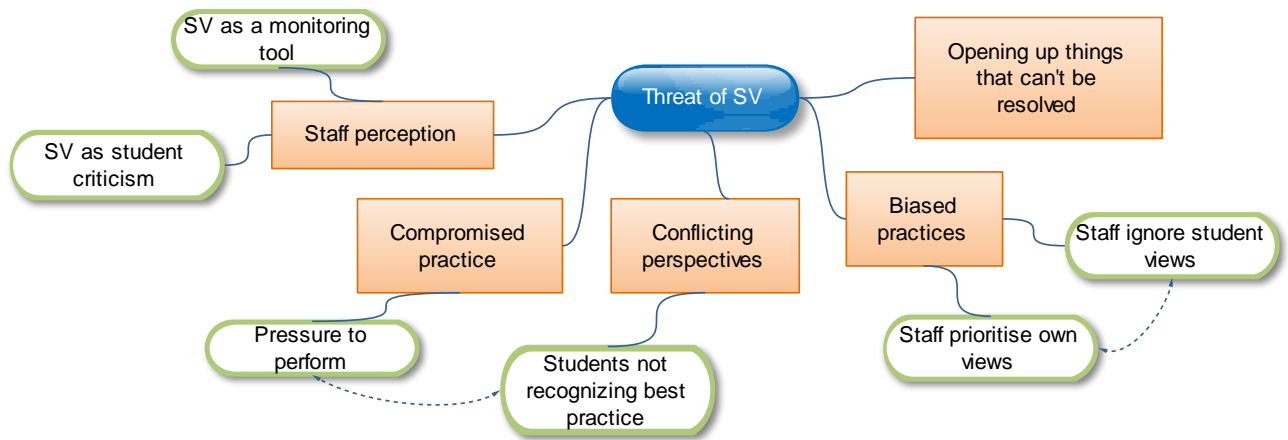 SV as a monitoring
tool
Threat of SV
Opening up things
that can't be
resolved
Staff perception
SV as student
criticism
Compromised
practice
Conflicting
perspectives
Biased
practices
Staff ignore student
views
Pressure to
perform
Staff prioritise own
views
Students not
recognizing best
practice